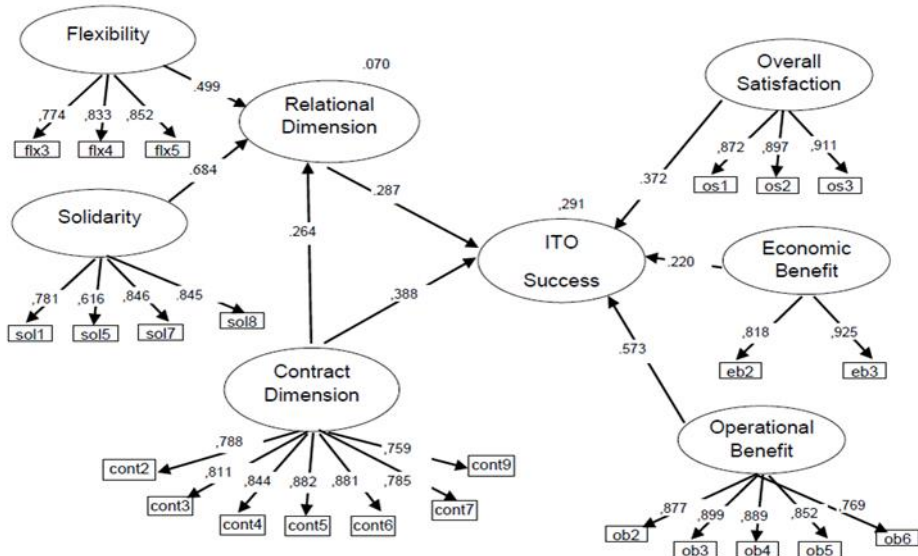 Flexibility
.499
,774
,833
,852
flx3
flx4
flx5
.070
Relational
Dimension
Overall
Satisfaction
,872
,897
,911
os1
os2
os3
.372
.684
Solidarity
,781
,616
,846
,845
sol1
sol5
sol7
sol8
.264
.287
,291
ITO
Success
Economic
Benefit
.220
,818
,925
eb2
eb3
,388
.573
Contract
Dimension
,788
,811
,844
,882
,881
,785
,759
cont2
cont3
cont4
cont5
cont6
cont7
cont9
Operational
Benefit
,877
,899
,889
,852
,769
ob2
ob3
ob4
ob5
ob6